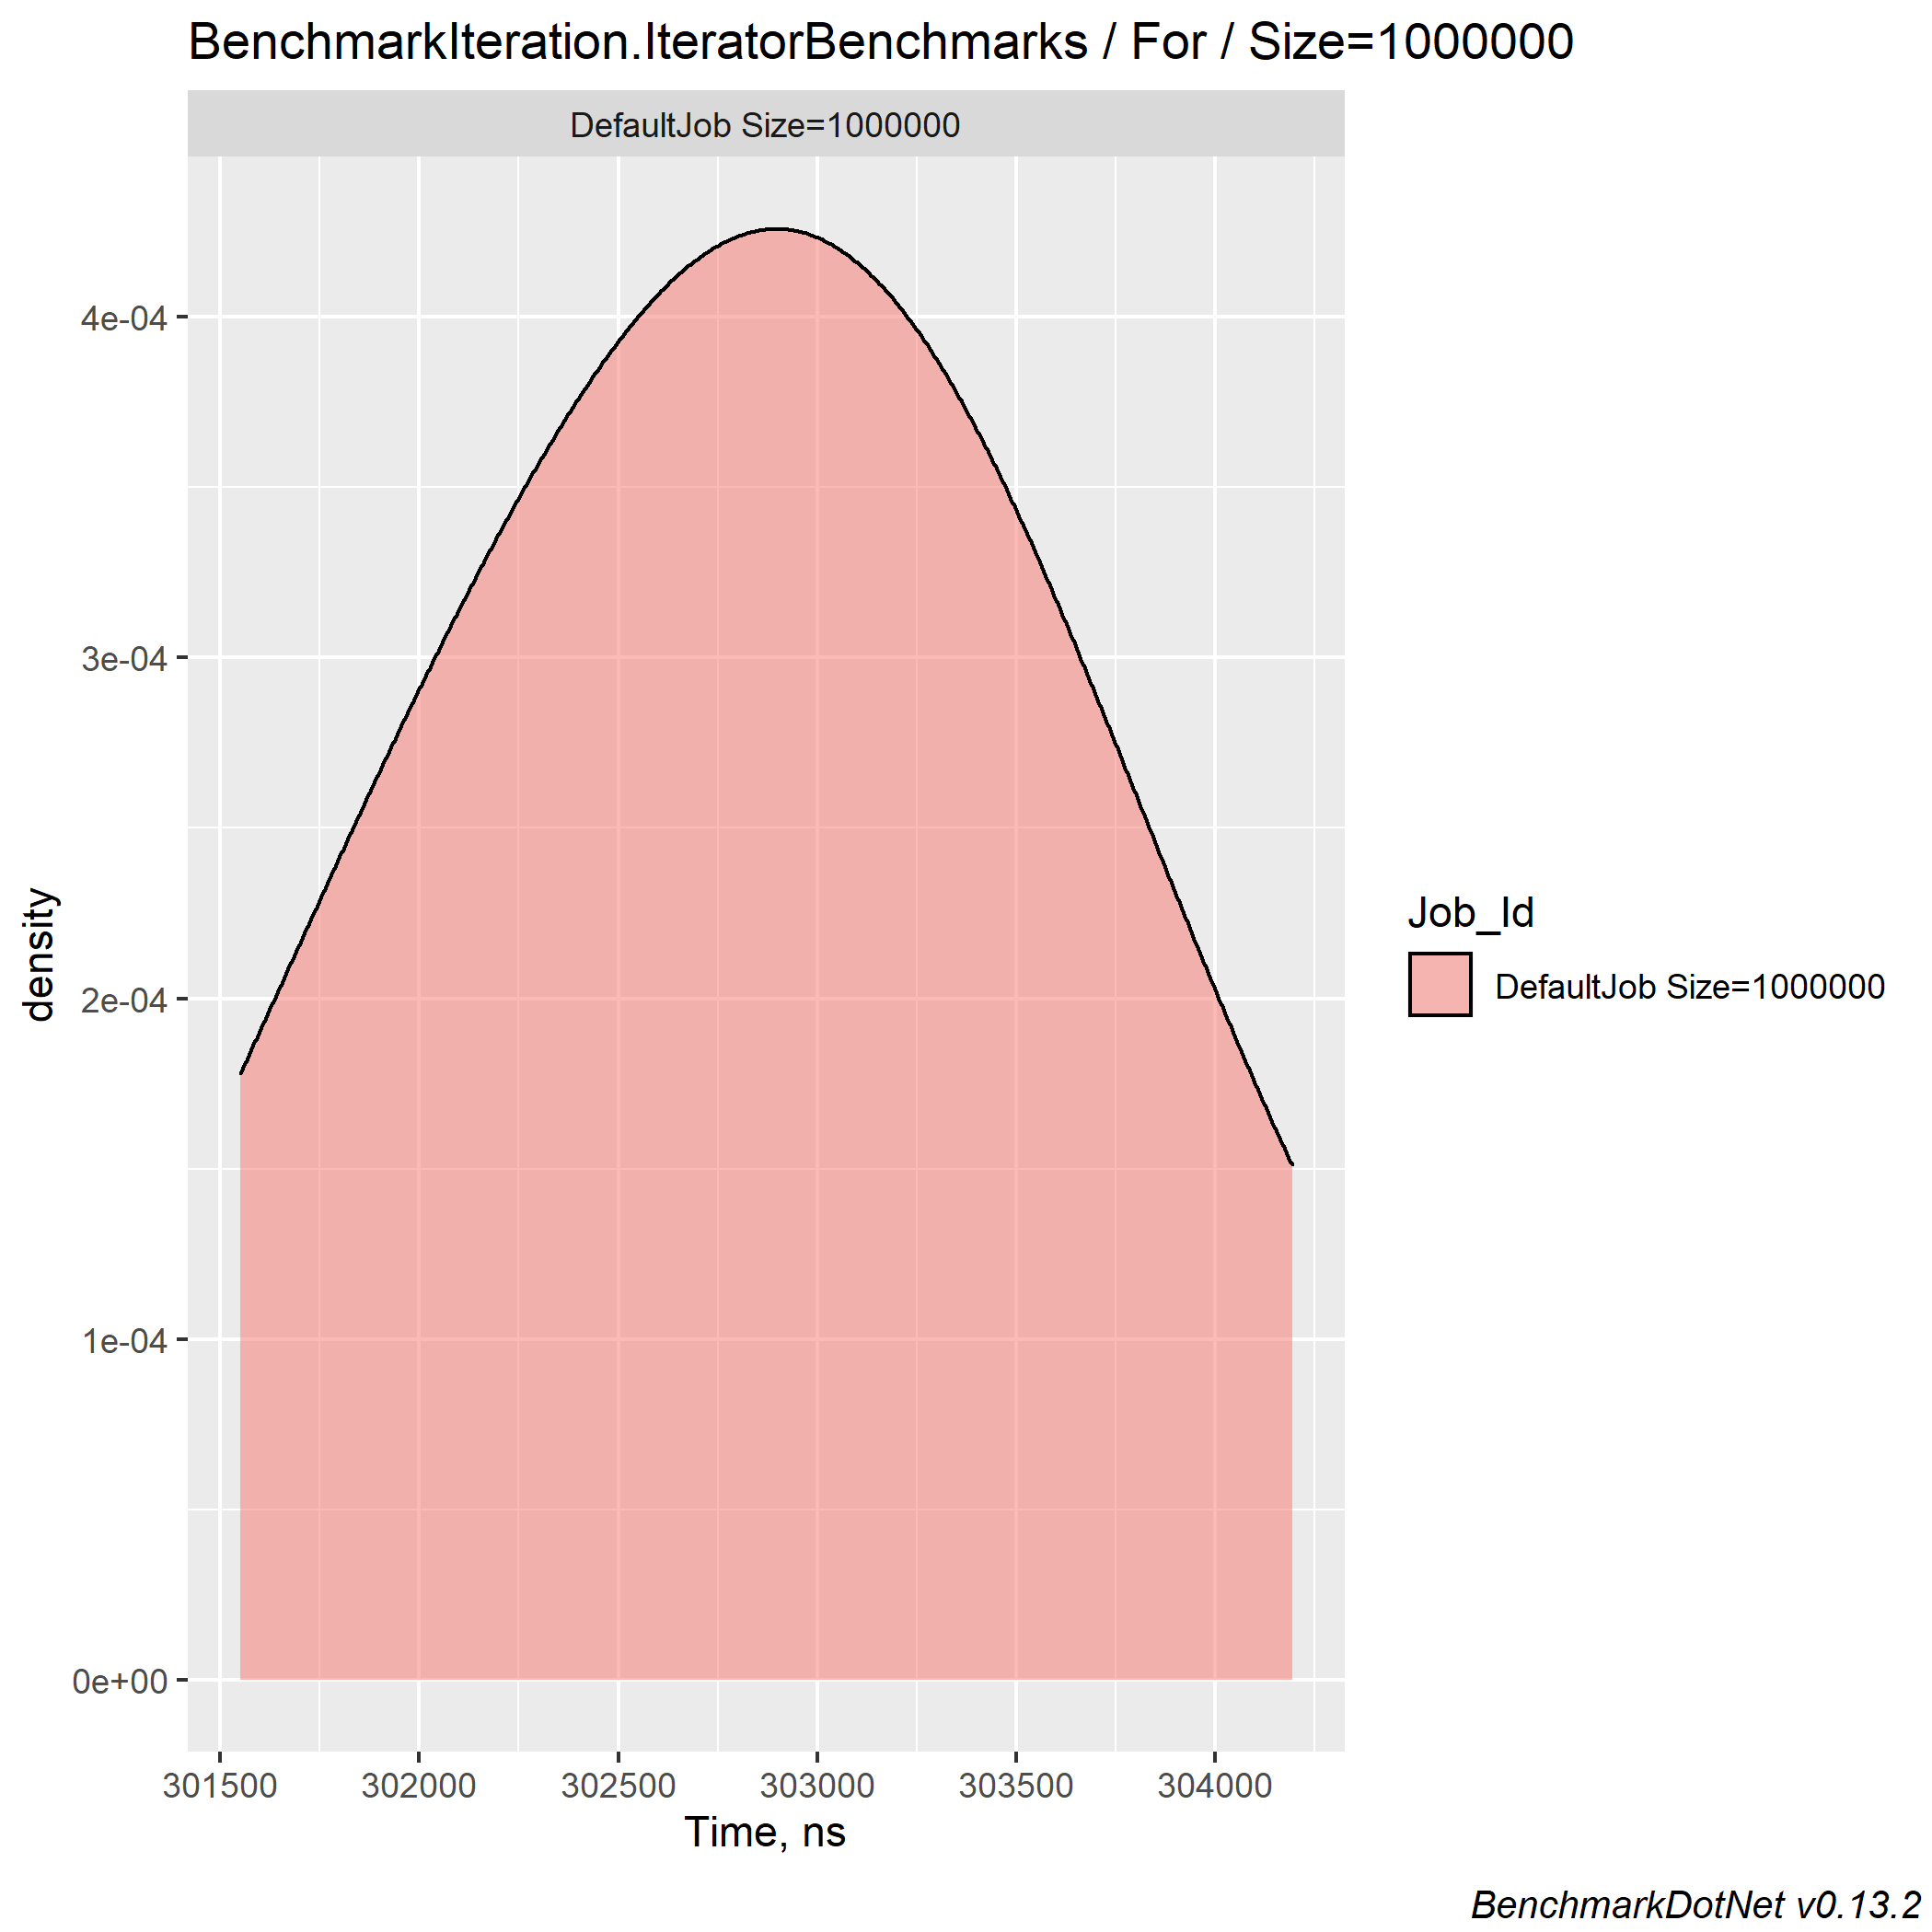 BenchmarkIteration.IteratorBenchmarks / For / Size=1000000
DefaultJob Size=1000000
4e-04
3e-04
2e-04
1e-04
0e+00
density
301500 302000 302500 303000 303500 304000
Time, ns
Job_Id
DefaultJob Size=1000000
BenchmarkDotNet v0.13.2